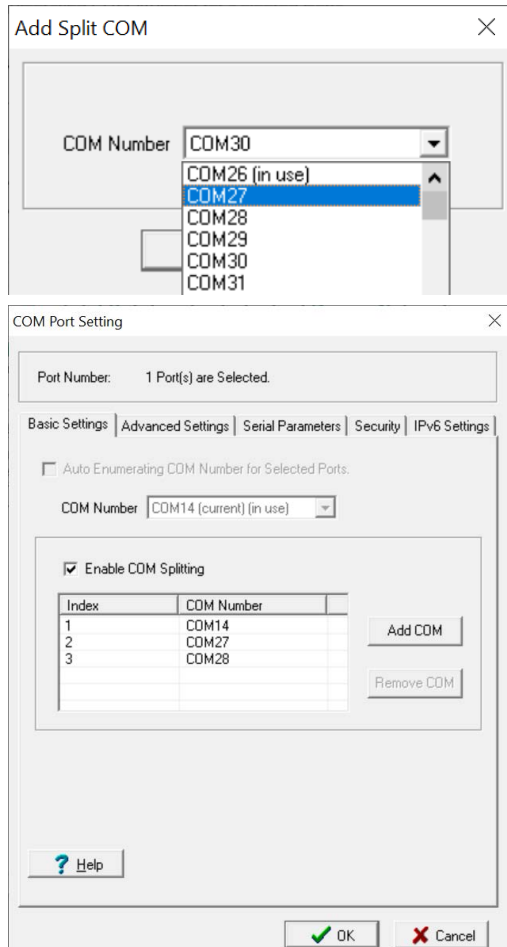 Add Split COM
COM Number COM30
COM26 (in use)
COM27
COM28
COM29
COM30
COM31
COM Port Setting
Port Number: 1 Port(s) are Selected.
Basic Settings Advanced Settings Serial Parameters Security IPv6 Settings
Auto Enumerating COM Number for Selected Ports.
COM Number COM14 (current) (in use)
Enable COM Splitting
Index COM Number
1 COM14
2 COM27
3 COM28
Add COM
Remove COM
? Help
OK Cancel